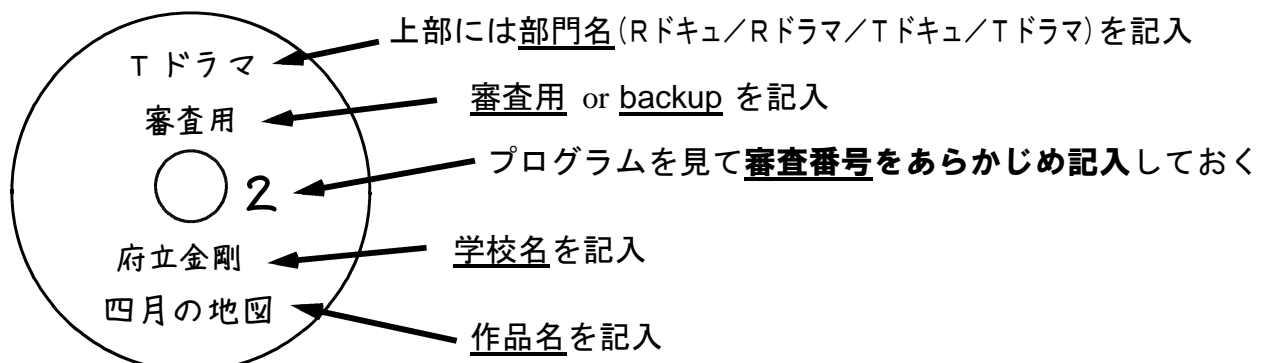 上部には部門名(Rドキュ/Rドラマ/Tドキュ/Tドラマ)を記入
Tドラマ
審査用 or backup を記入
審査用
プログラムを見て審査番号をあらかじめ記入しておく
2
学校名を記入
府立金剛
四月の地図
作品名を記入